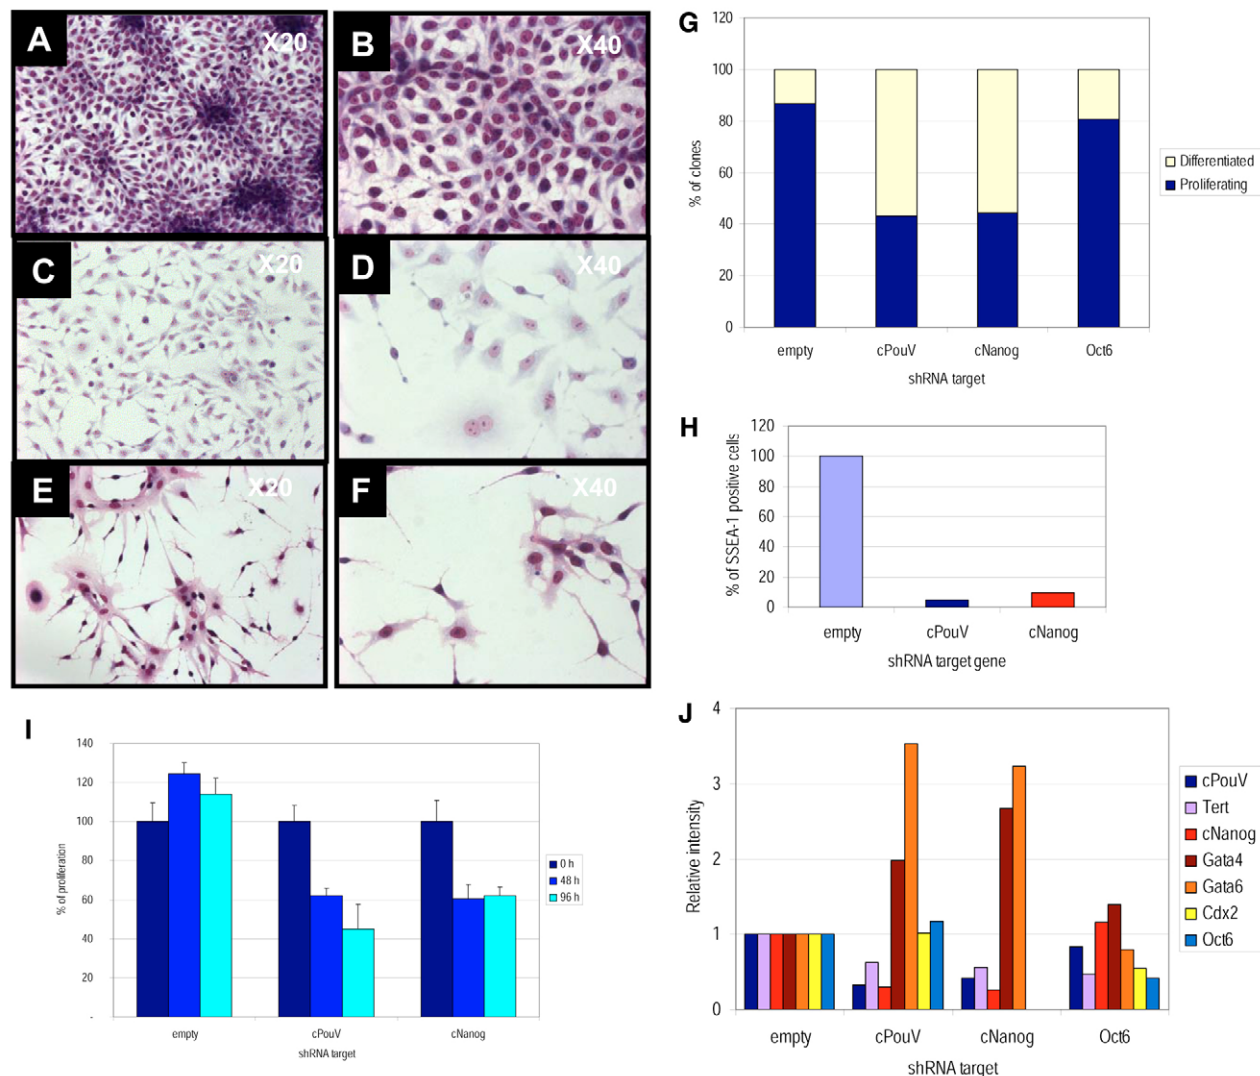 A
X20
B
X40
C
X20
D
X40
E
X20
F
X40
G
120
100
80
60
40
20
0
% of clones
empty
cPouV
cNanog
Oct6
shRNA target
Differentiated
Proliferating
H
120
100
80
60
40
20
0
% of SSEA-1 positive cells
empty
cPouV
cNanog
shRNA target gene
I
140
120
100
80
60
40
20
-
% of proliferation
empty
cPouV
cNanog
shRNA target
0 h
48 h
96 h
J
4
3
2
1
0
Relative intensity
empty
cPouV
cNanog
Oct6
shRNA target
cPouV
Tert
cNanog
Gata4
Gata6
Cdx2
Oct6